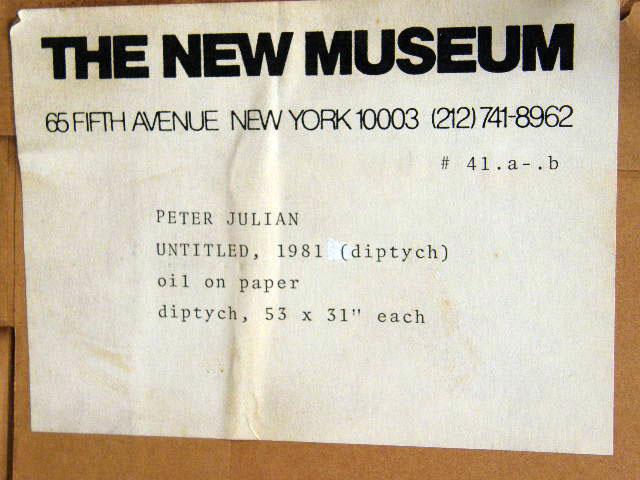 THE NEW MUSEUM
65 FIFTH AVENUE NEW YORK 10003 (212) 741-8962
# 41.a-.b
PETER JULIAN
UNTITLED, 1981 (diptych)
oil on paper
diptych, 53 x 31" each